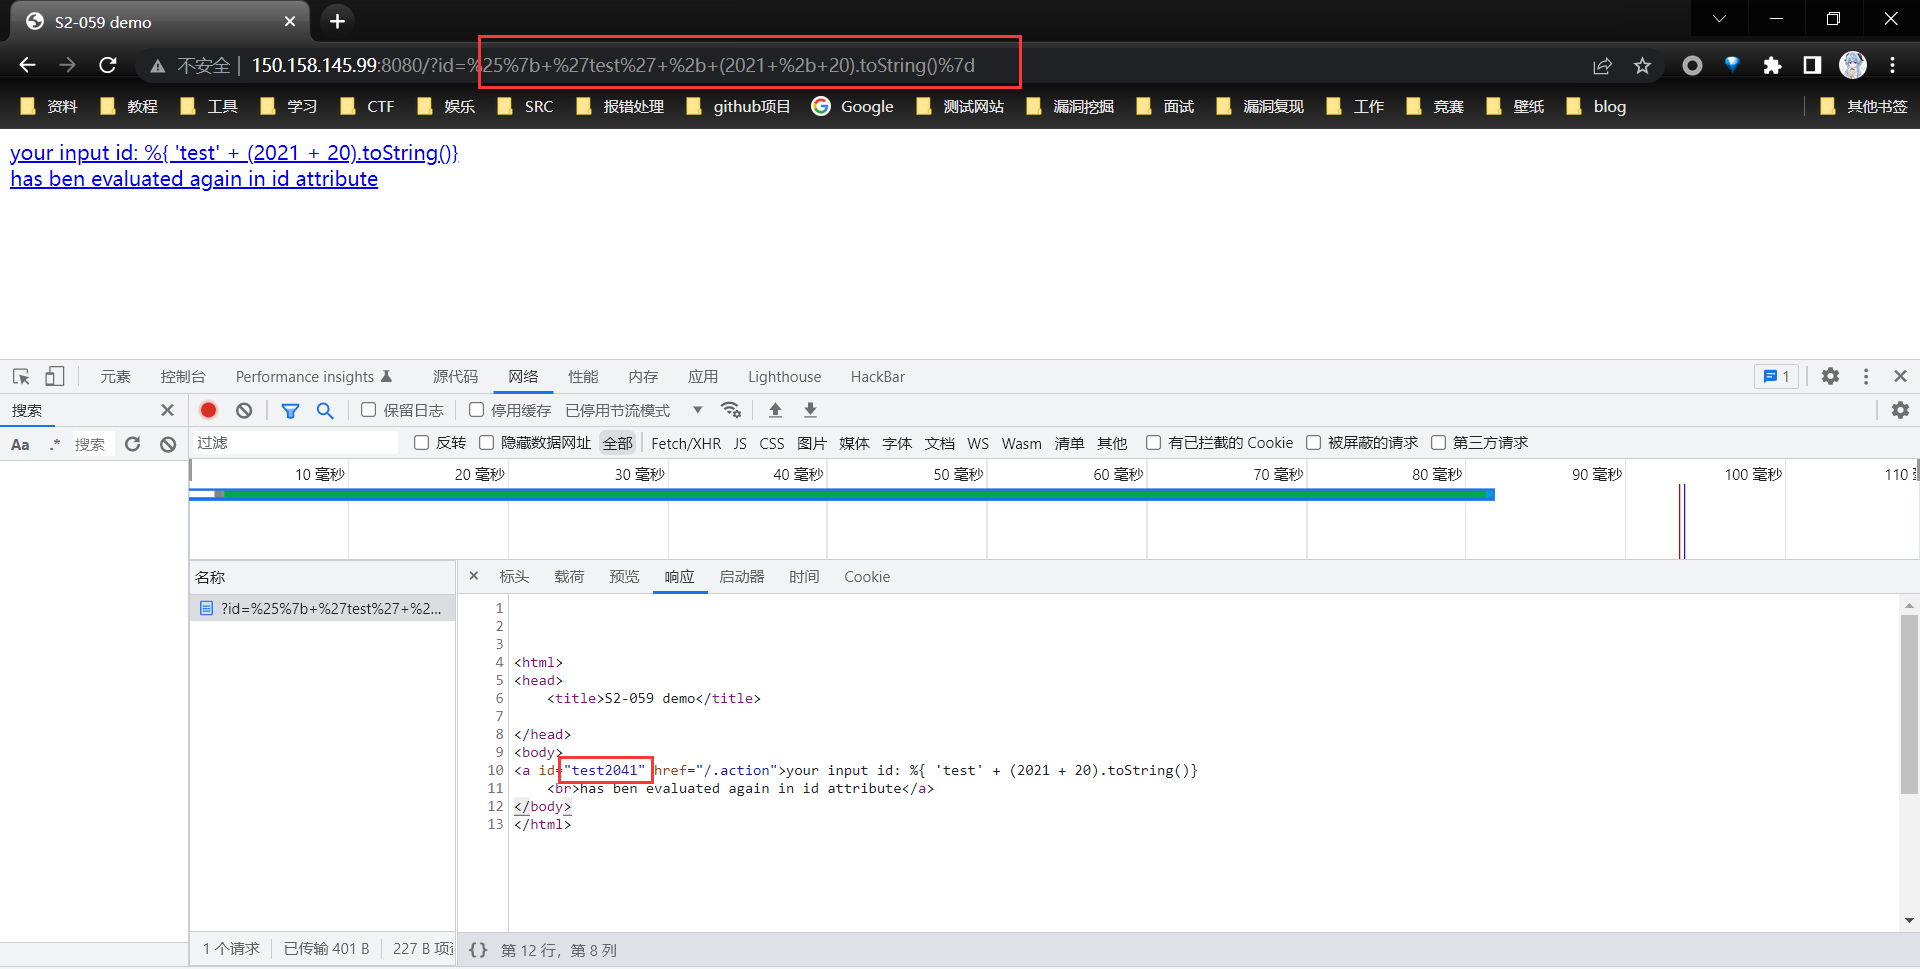 S2-059 demo
不安全 | 150.158.145.99:8080/?id=%25%7b+%27test%27+%2b+(2021+%2b+20).toString()%7d
资料 教程 工具 学习 CTF 娱乐 SRC 报错处理 github项目 Google 测试网站 漏洞挖掘 面试 漏洞复现 工作 竞赛 壁纸 blog 其他书签
your input id: %{ 'test' + (2021 + 20).toString()}
has ben evaluated again in id attribute
元素 控制台 Performance insights 源代码 网络 性能 内存 应用 Lighthouse HackBar 1
搜索 保留日志 停用缓存 已停用节流模式
Aa .* 搜索 过滤 反转 隐藏数据网址 全部 Fetch/XHR JS CSS 图片 媒体 字体 文档 WS Wasm 清单 其他 有已拦截的 Cookie 被屏蔽的请求 第三方请求
10 毫秒 20 毫秒 30 毫秒 40 毫秒 50 毫秒 60 毫秒 70 毫秒 80 毫秒 90 毫秒 100 毫秒 110
名称 标头 载荷 预览 响应 启动器 时间 Cookie
?id=%25%7b+%27test%27+%2...
1
2
3
4 <html>
5 <head>
6 <title>S2-059 demo</title>
7
8 </head>
9 <body>
10 <a id="test2041" href="/.action">your input id: %{ 'test' + (2021 + 20).toString()}
11 <br>has ben evaluated again in id attribute</a>
12 </body>
13 </html>
1 个请求 已传输 401 B 227 B 项 {} 第 12 行，第 8 列